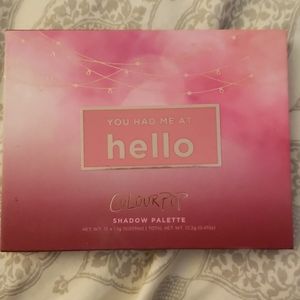 YOU HAD ME AT
hello
COLOURPOP
SHADOW PALETTE